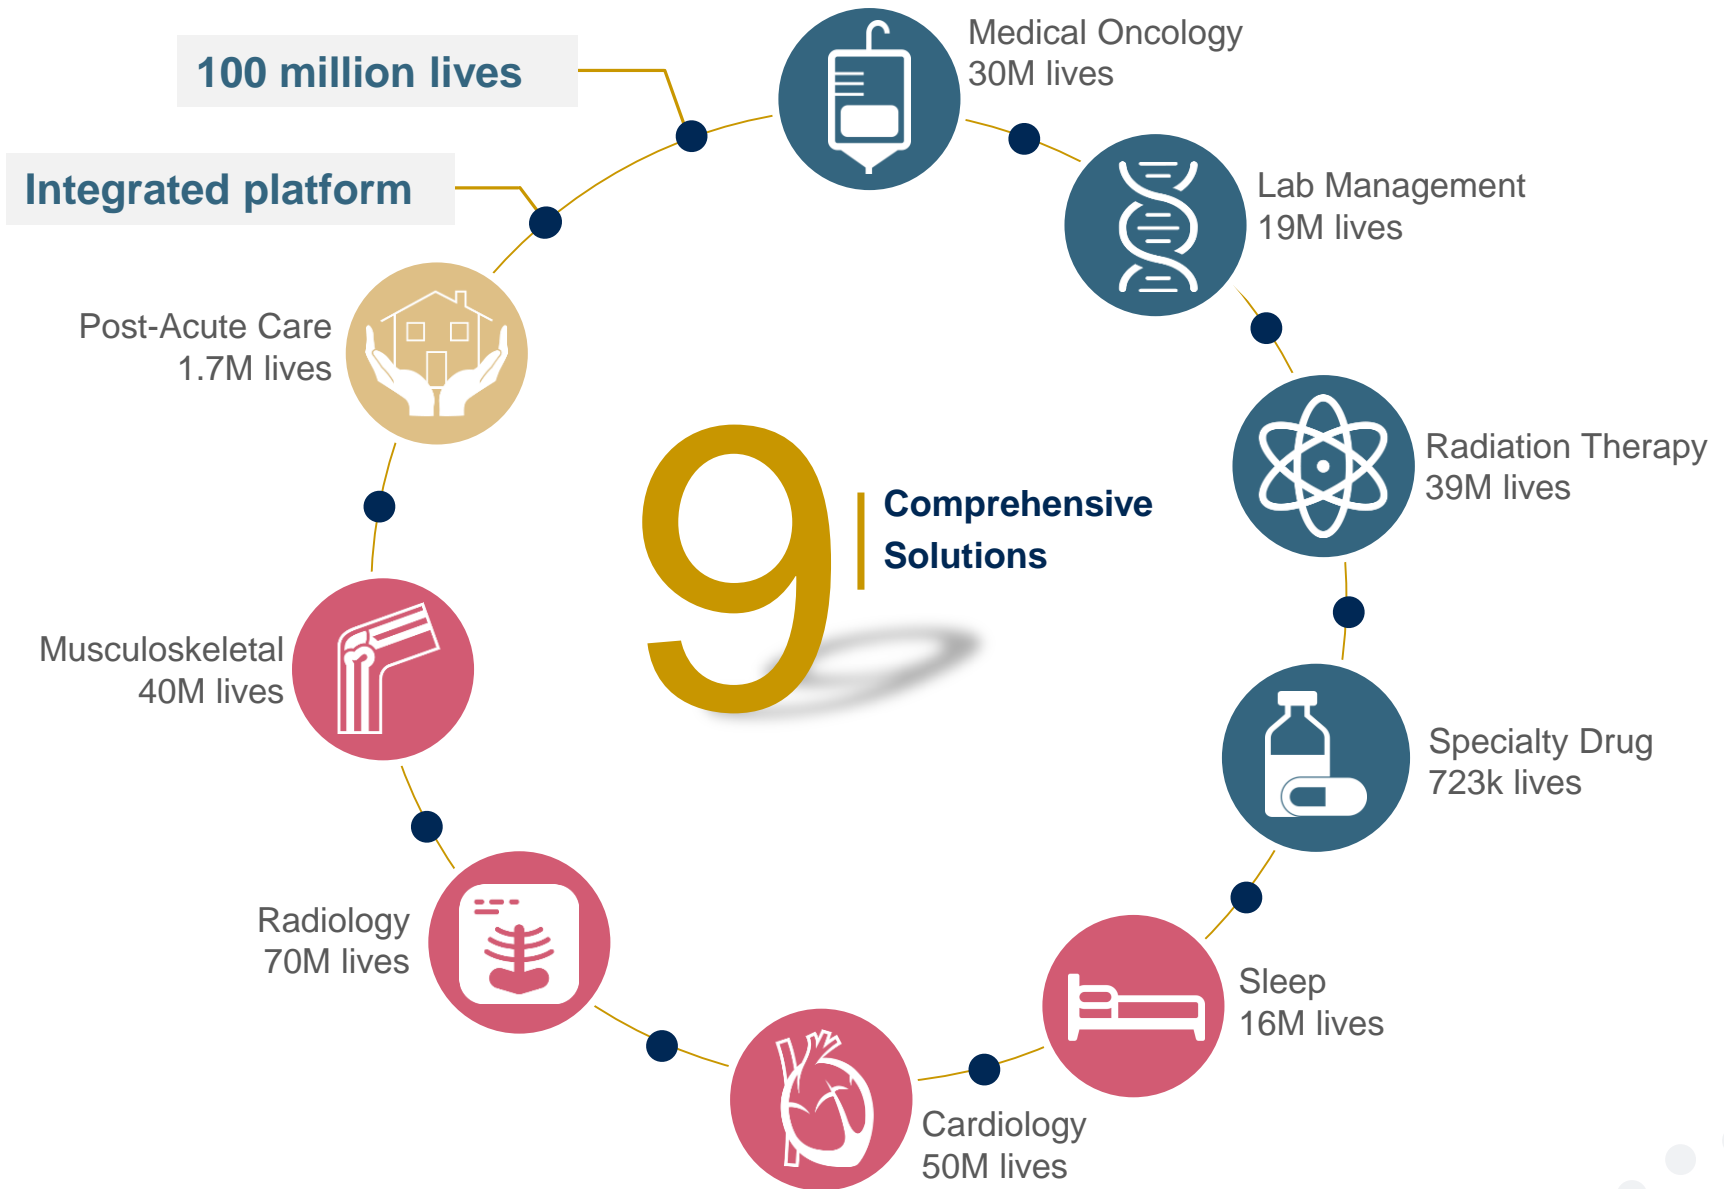 100 million lives
Integrated platform
Medical Oncology
30M lives
Lab Management
19M lives
Radiation Therapy
39M lives
Specialty Drug
723k lives
Sleep
16M lives
Cardiology
50M lives
Radiology
70M lives
Musculoskeletal
40M lives
Post-Acute Care
1.7M lives
9
Comprehensive
Solutions